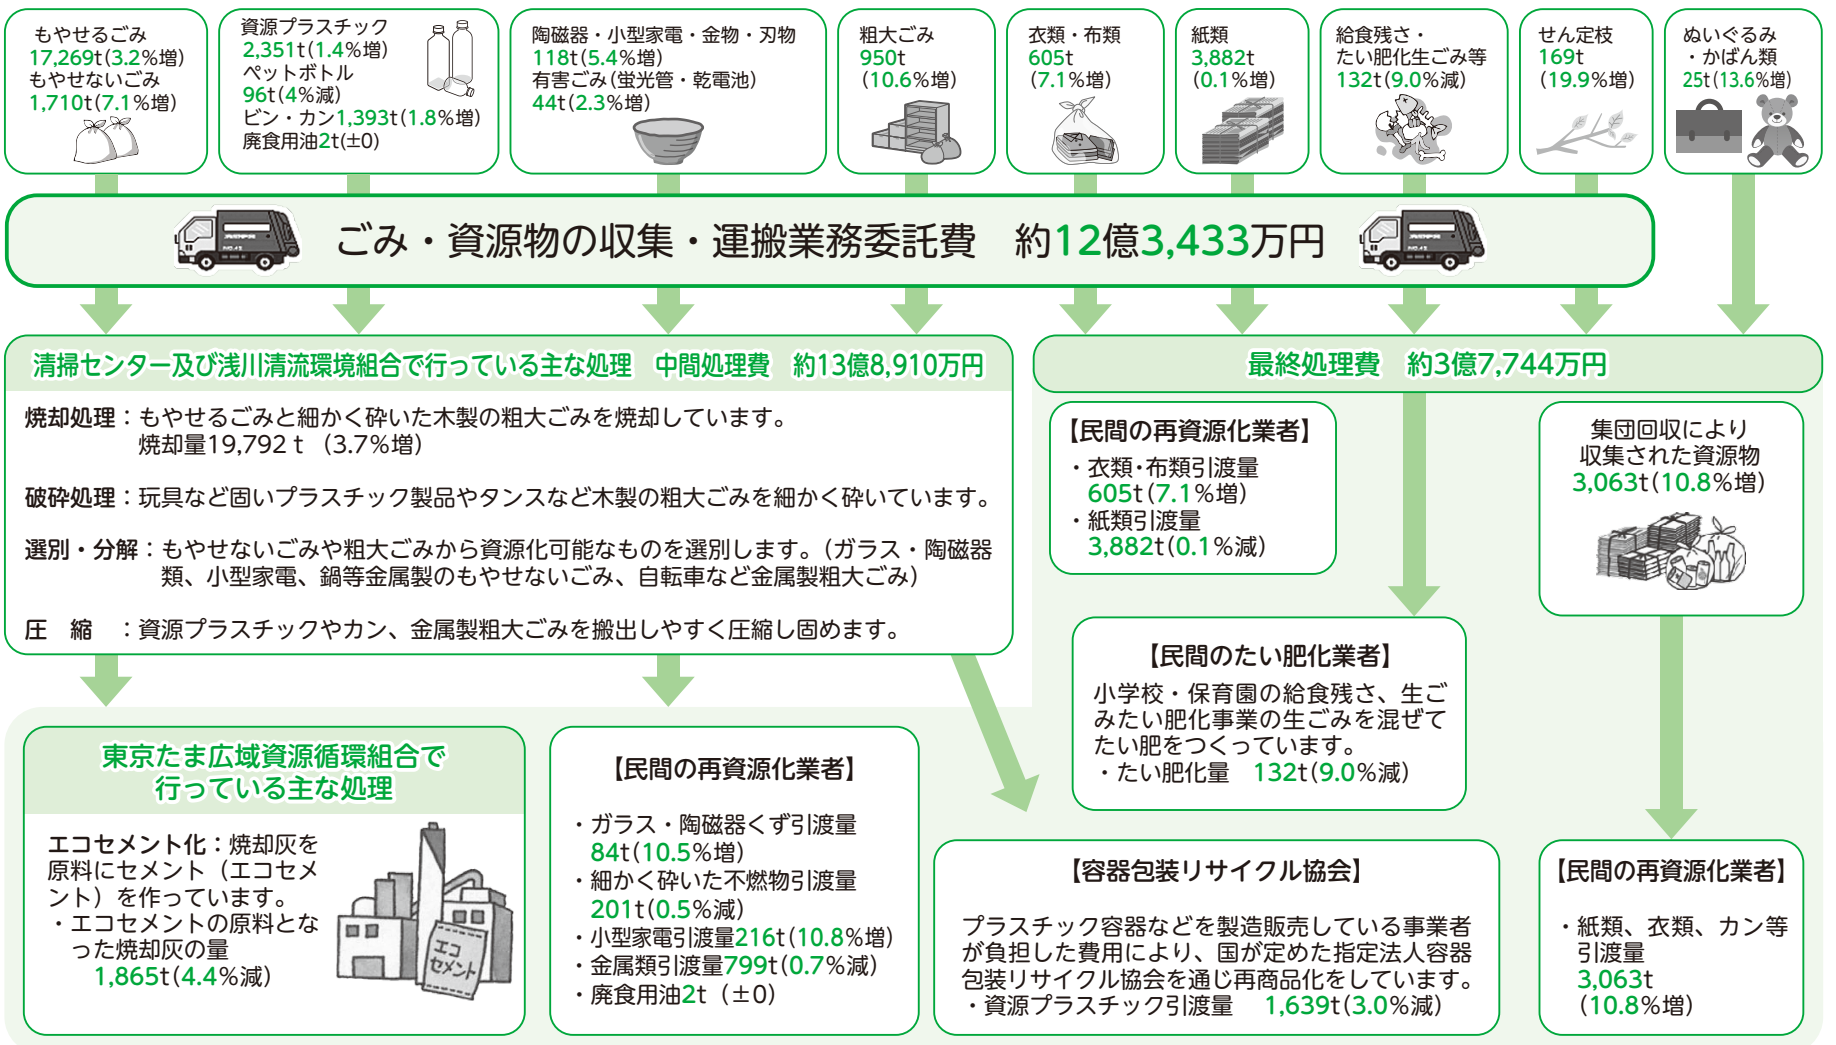 もやせるごみ
17,269t(3.2%増)
もやせないごみ
1,710t(7.1%増)
資源プラスチック
2,351t(1.4%増)
ペットボトル
96t(4%減)
ビン・カン1,393t(1.8%増)
廃食用油2t(±0)
陶磁器・小型家電・金物・刃物
118t(5.4%増)
有害ごみ(蛍光管・乾電池)
44t(2.3%増)
粗大ごみ
950t
(10.6%増)
衣類・布類
605t
(7.1%増)
紙類
3,882t
(0.1%増)
給食残さ・
たい肥化生ごみ等
132t(9.0%減)
せん定枝
169t
(19.9%増)
ぬいぐるみ
・かばん類
25t(13.6%増)
ごみ・資源物の収集・運搬業務委託費 約12億3,433万円
清掃センター及び浅川清流環境組合で行っている主な処理 中間処理費 約13億8,910万円
焼却処理：もやせるごみと細かく砕いた木製の粗大ごみを焼却しています。
焼却量19,792ｔ (3.7%増)
破砕処理：玩具など固いプラスチック製品やタンスなど木製の粗大ごみを細かく砕いています。
選別・分解：もやせないごみや粗大ごみから資源化可能なものを選別します。(ガラス・陶磁器
類、小型家電、鍋等金属製のもやせないごみ、自転車など金属製粗大ごみ)
圧 縮 ：資源プラスチックやカン、金属製粗大ごみを搬出しやすく圧縮し固めます。
最終処理費 約3億7,744万円
【民間の再資源化業者】
・衣類・布類引渡量
605t(7.1%増)
・紙類引渡量
3,882t(0.1%減)
集団回収により
収集された資源物
3,063t(10.8%増)
【民間のたい肥化業者】
小学校・保育園の給食残さ、生ご
みたい肥化事業の生ごみを混ぜて
たい肥をつくっています。
・たい肥化量 132t(9.0%減)
東京たま広域資源循環組合で
行っている主な処理
エコセメント化：焼却灰を
原料にセメント（エコセメ
ント）を作っています。
・エコセメントの原料とな
った焼却灰の量
1,865t(4.4%減)
エコ
セメント
【民間の再資源化業者】
・ガラス・陶磁器くず引渡量
84t(10.5%増)
・細かく砕いた不燃物引渡量
201t(0.5%減)
・小型家電引渡量216t(10.8%増)
・金属類引渡量799t(0.7%減)
・廃食用油2t (±0)
【容器包装リサイクル協会】
プラスチック容器などを製造販売している事業者
が負担した費用により、国が定めた指定法人容器
包装リサイクル協会を通じ再商品化をしています。
・資源プラスチック引渡量 1,639t(3.0%減)
【民間の再資源化業者】
・紙類、衣類、カン等
引渡量
3,063t
(10.8%増)